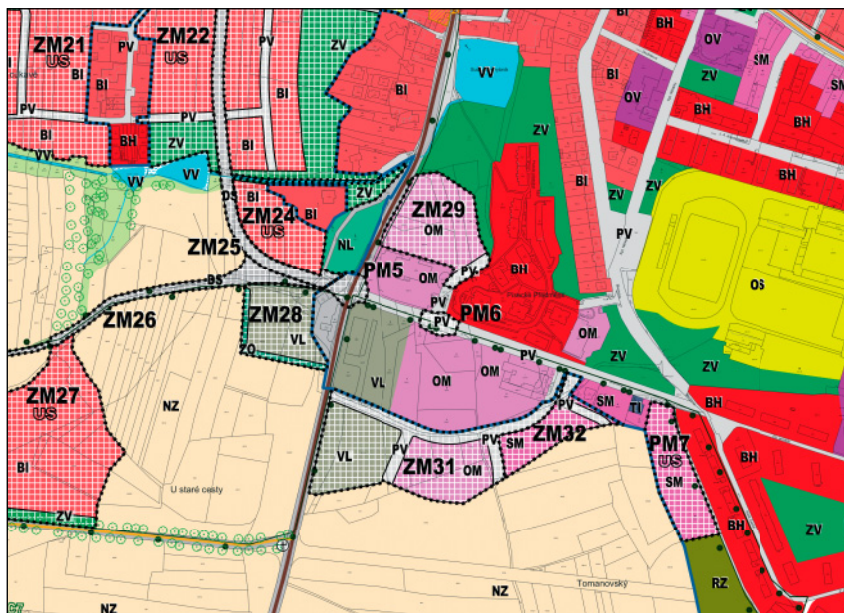 ZM21
US
PV
ZM22
US
ZV
BI
BI
BI
BI
VV
BI
BH
OV
SM
ZV
OV
SM
BH
PV
PV
BI
BH
ZV
BI
BI
BH
VV
VV
VV
ZV
ZV
ZV
BI
DS
BI
ZM24
US
BI
ZV
ZM29
OM
PV
ZM25
NL
OŠ
DS
PM5
OM
PV
BH
ZM26
ZM28
VL
PV
PM6
PV
OM
ZV
ZV
ZO
PV
ZM27
US
NZ
VL
OM
OM
SM
TI
BH
PV
PM7
US
SM
BI
VL
PV
PV
SM
ZM32
BH
ZM31
OM
U staré cesty
ZV
BH
ZV
NZ
NZ
Tomanovský
RZ